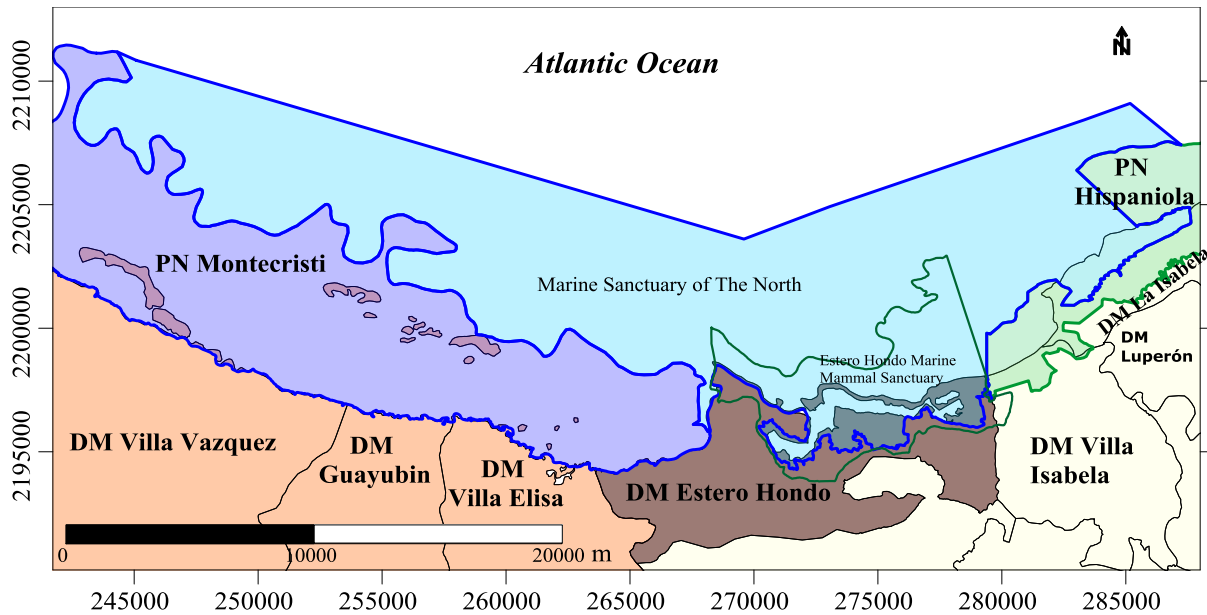 Atlantic Ocean
N
2210000
2205000
2200000
2195000
PN
Hispaniola
PN Montecristi
Marine Sanctuary of The North
DM La Isabela
DM
Luperón
Estero Hondo Marine
Mammal Sanctuary
DM Villa Vazquez
DM
Guayubin
DM
Villa Elisa
DM Estero Hondo
DM Villa
Isabela
0
10000
20000 m
245000
250000
255000
260000
265000
270000
275000
280000
285000